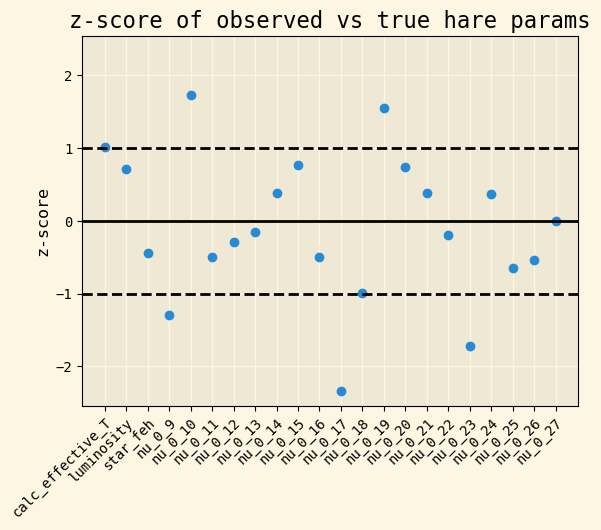 z-score of observed vs true hare params
z-score
2
1
0
−1
−2
calc_effective_T
luminosity
star_feh
nu_0_9
nu_0_10
nu_0_11
nu_0_12
nu_0_13
nu_0_14
nu_0_15
nu_0_16
nu_0_17
nu_0_18
nu_0_19
nu_0_20
nu_0_21
nu_0_22
nu_0_23
nu_0_24
nu_0_25
nu_0_26
nu_0_27